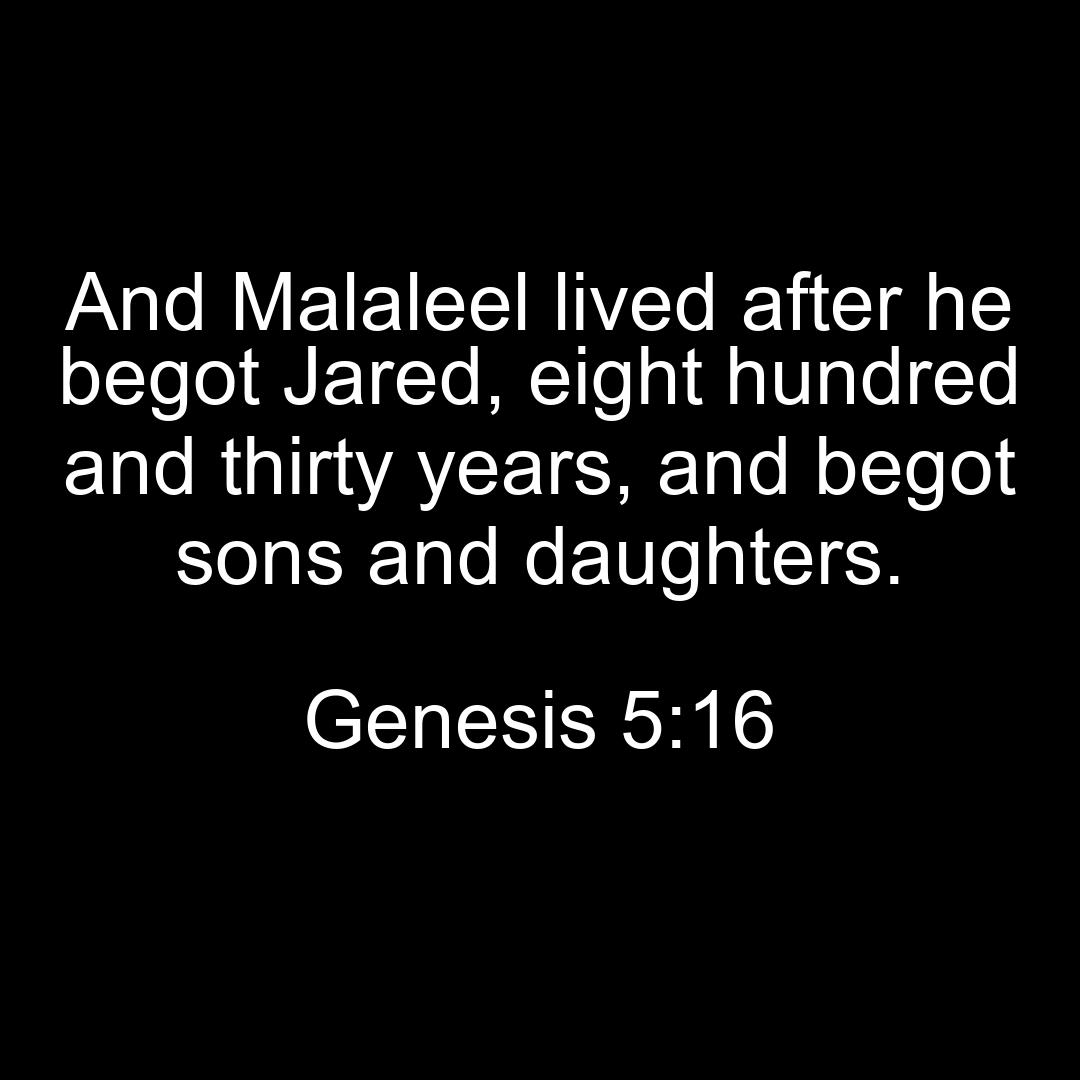 And Malaleel lived after he
begot Jared, eight hundred
and thirty years, and begot
sons and daughters.
Genesis 5:16